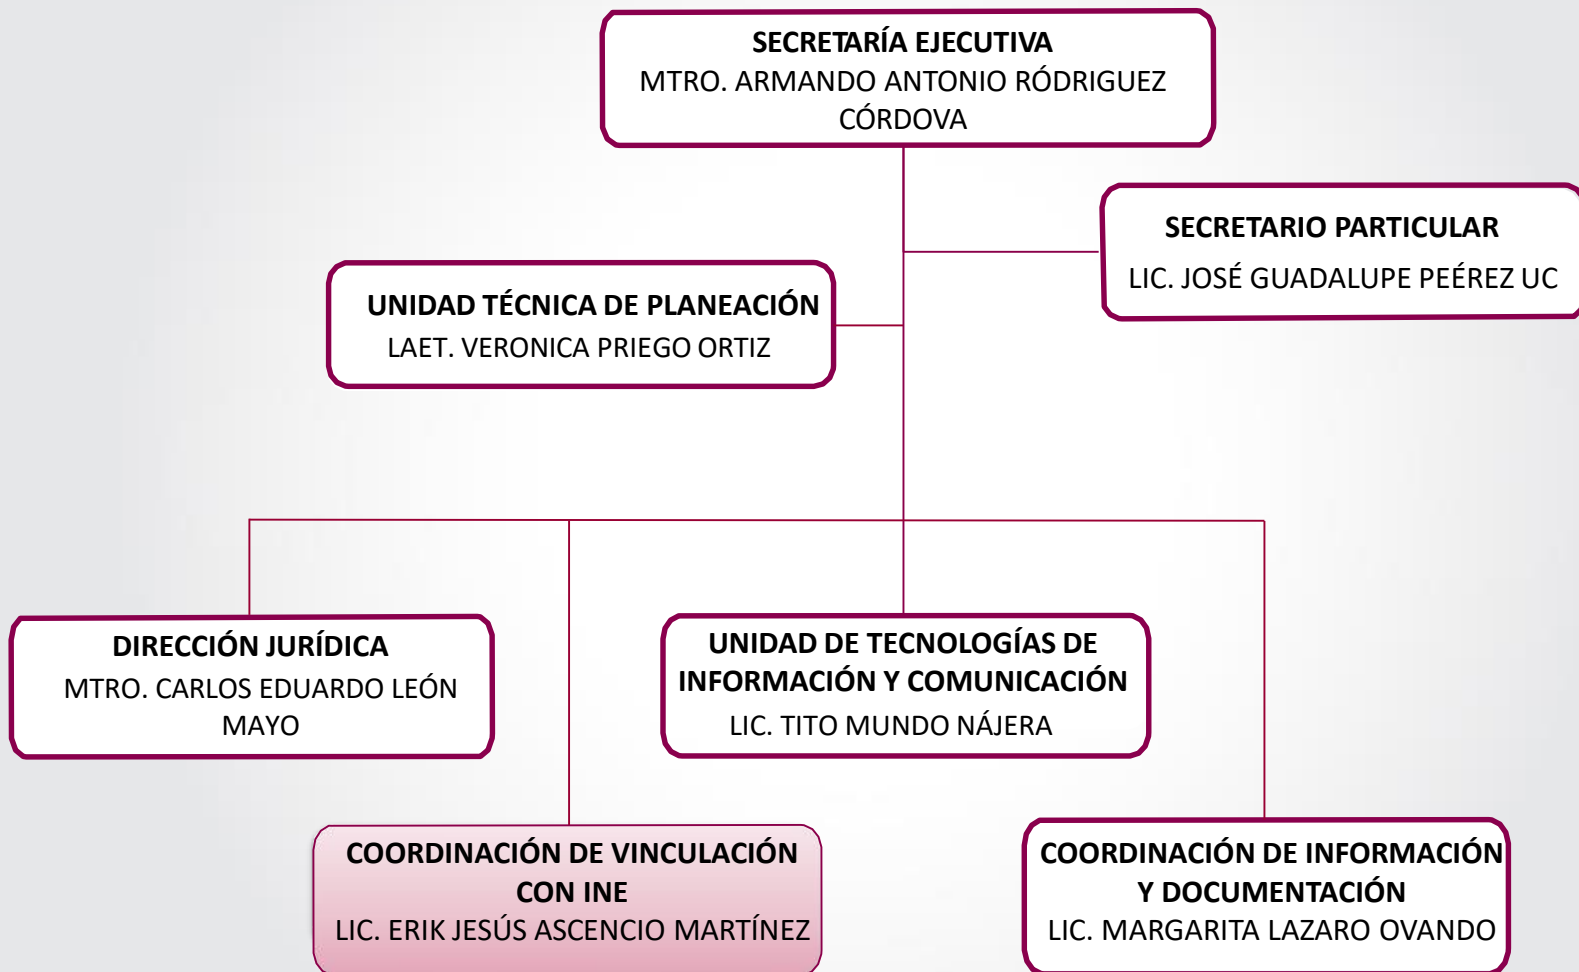 SECRETARÍA EJECUTIVA
MTRO. ARMANDO ANTONIO RÓDRIGUEZ
CÓRDOVA
SECRETARIO PARTICULAR
LIC. JOSÉ GUADALUPE PEÉREZ UC
UNIDAD TÉCNICA DE PLANEACIÓN
LAET. VERONICA PRIEGO ORTIZ
DIRECCIÓN JURÍDICA
MTRO. CARLOS EDUARDO LEÓN
MAYO
UNIDAD DE TECNOLOGÍAS DE
INFORMACIÓN Y COMUNICACIÓN
LIC. TITO MUNDO NÁJERA
COORDINACIÓN DE VINCULACIÓN
CON INE
LIC. ERIK JESÚS ASCENCIO MARTÍNEZ
COORDINACIÓN DE INFORMACIÓN
Y DOCUMENTACIÓN
LIC. MARGARITA LAZARO OVANDO